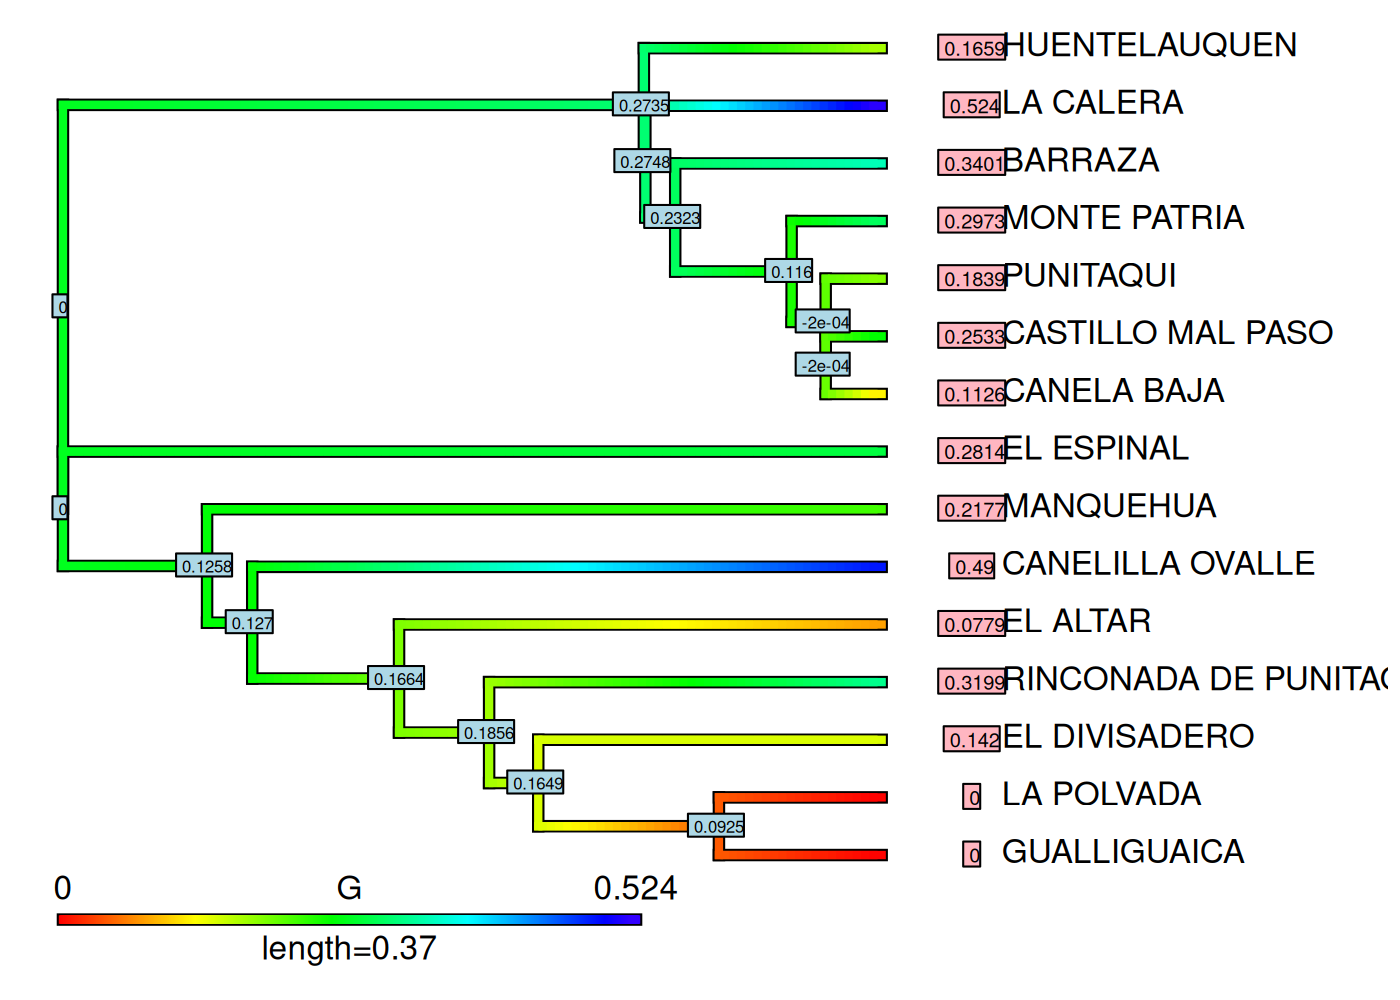 0.1659 HUENTELAUQUEN
0.2735 0.524 LA CALERA
0.2748 0.3401 BARRAZA
0.2323 0.2973 MONTE PATRIA
0.116 0.1839 PUNITAQUI
0
-2e-04 0.2533 CASTILLO MAL PASO
-2e-04
0.1126 CANELA BAJA
0.2814 EL ESPINAL
0 0.2177 MANQUEHUA
0.1258 0.49 CANELILLA OVALLE
0.127 0.0779 EL ALTAR
0.1664 0.3199 RINCONADA DE PUNITAQ
0.1856 0.142 EL DIVISADERO
0.1649 0 LA POLVADA
0.0925
0 GUALLIGUAICA
0 G 0.524
length=0.37